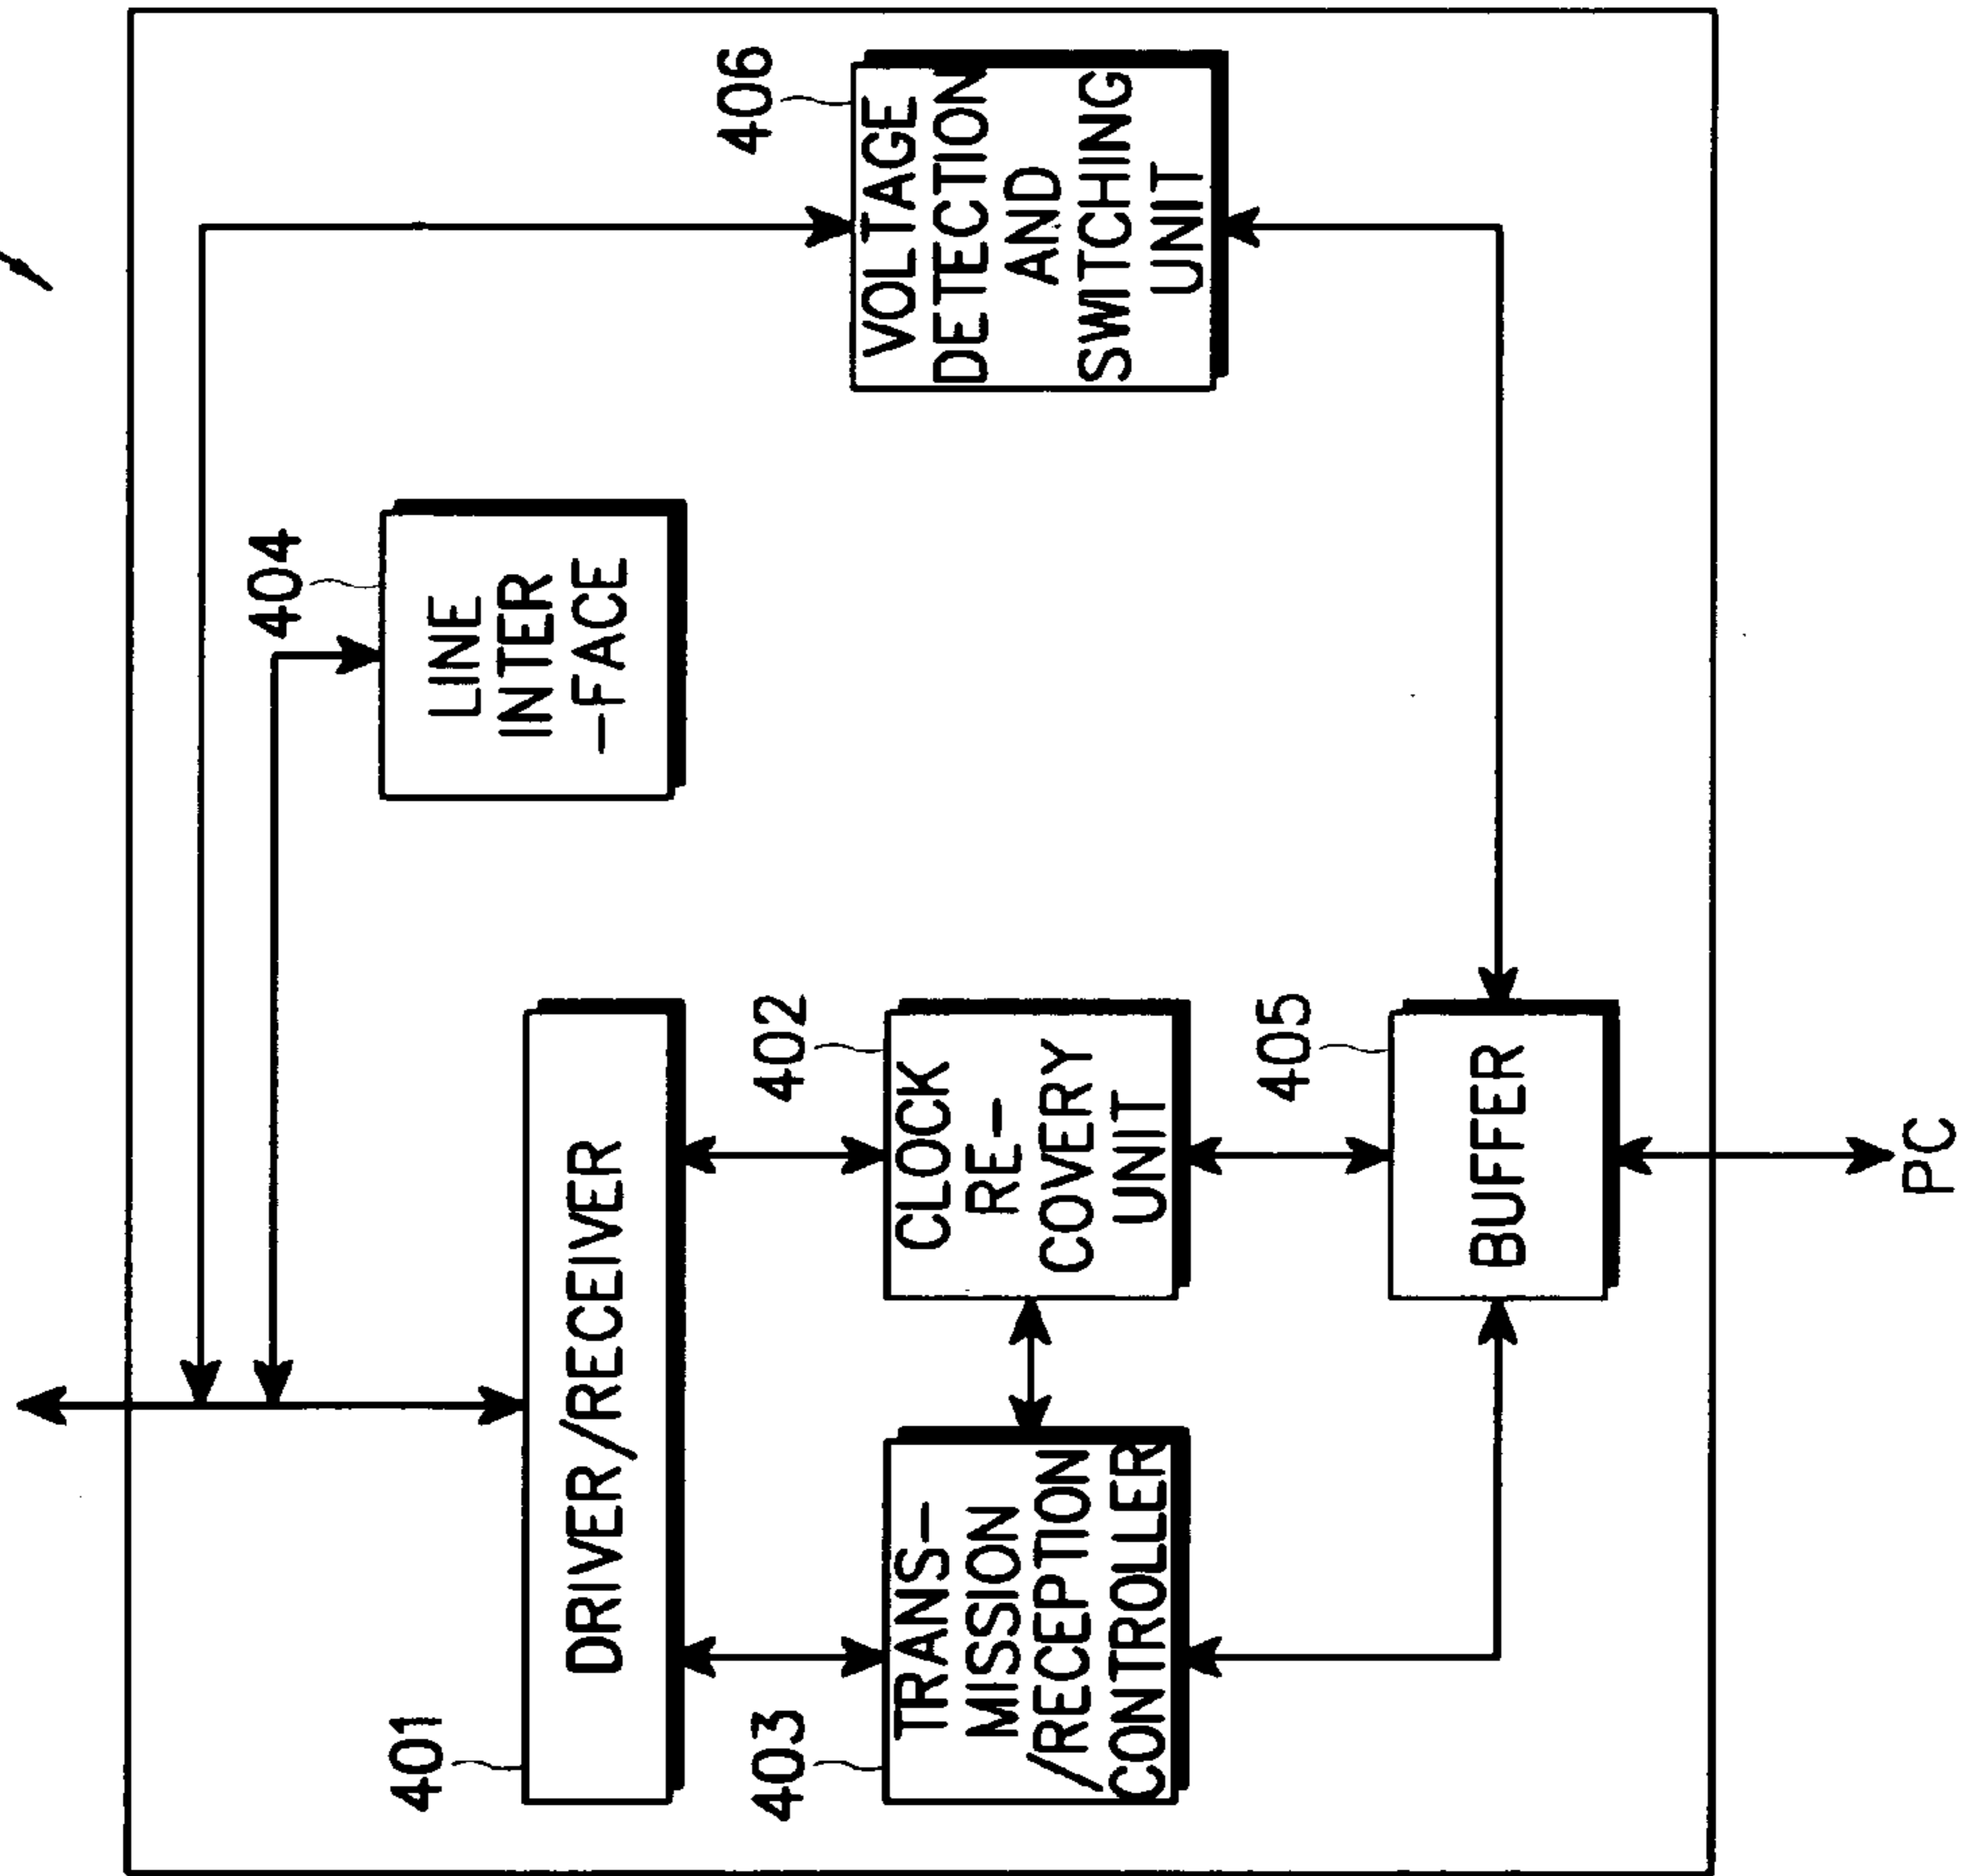 401
DRIVER/RECEIVER
403
TRANS-
MISSION
/RECEPTION
CONTROLLER
402
CLOCK
RE-
COVERY
UNIT
404
LINE
INTER
-FACE
405
BUFFER
406
VOLTAGE
DETECTION
AND
SWITCHING
UNIT
PC